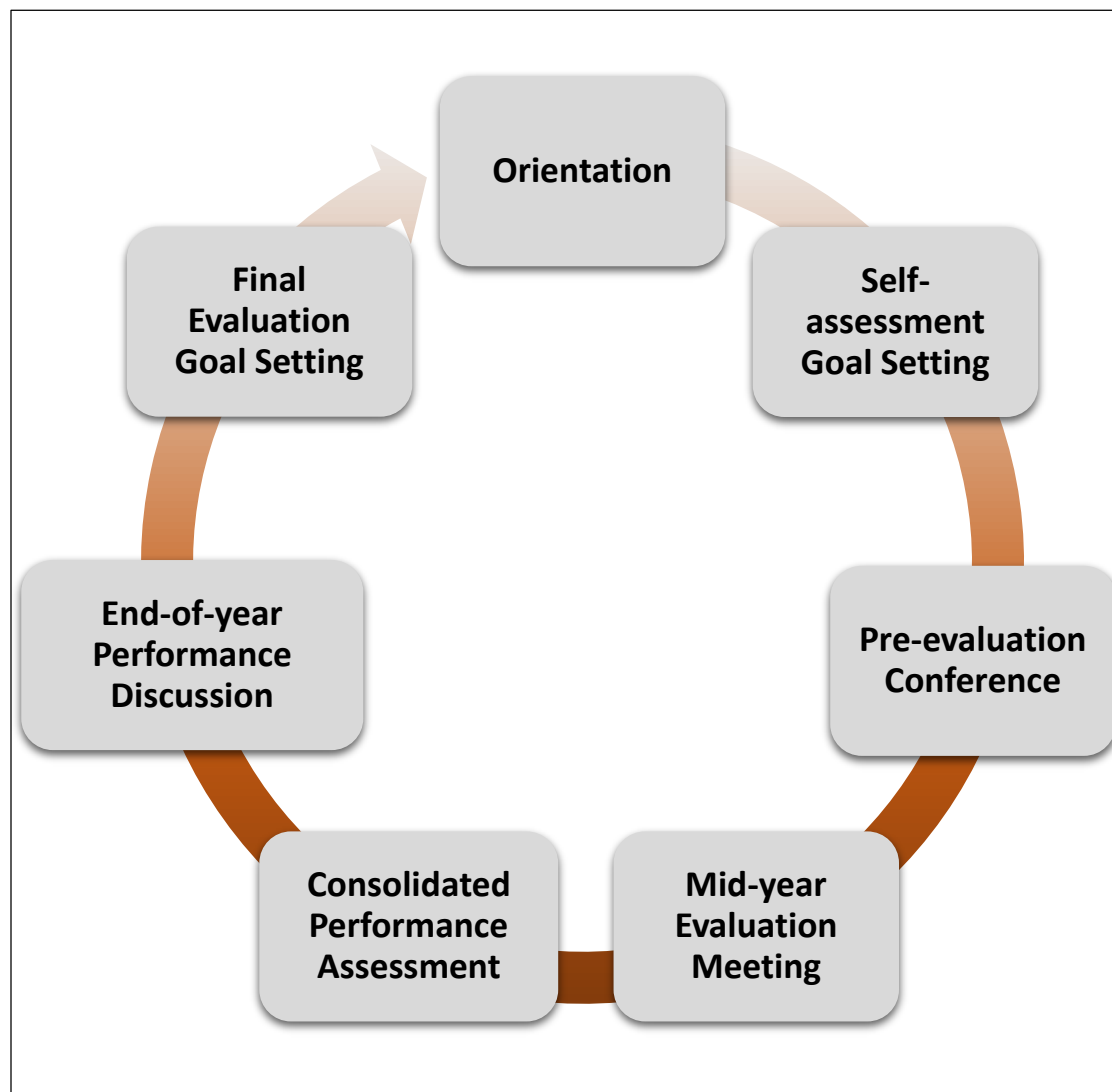 Orientation
Self-
assessment
Goal Setting
Pre-evaluation
Conference
Mid-year
Evaluation
Meeting
Consolidated
Performance
Assessment
End-of-year
Performance
Discussion
Final
Evaluation
Goal Setting